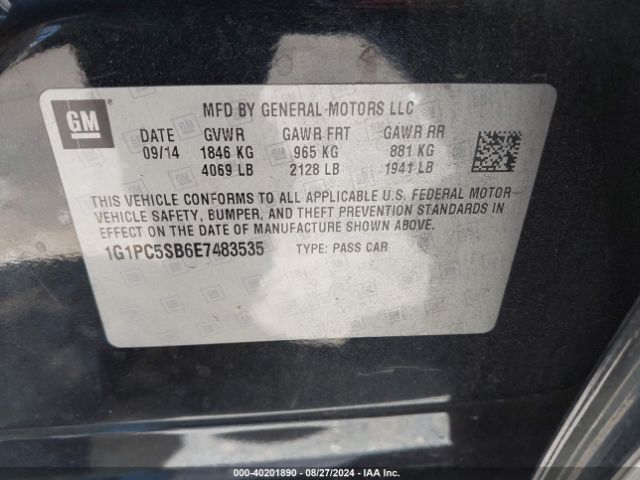 GM
MFD BY GENERAL MOTORS LLC
DATE GVWR GAWR FRT GAWR RR
09/14 1846 KG 965 KG 881 KG
4069 LB 2128 LB 1941 LB
THIS VEHICLE CONFORMS TO ALL APPLICABLE U.S. FEDERAL MOTOR
VEHICLE SAFETY, BUMPER, AND THEFT PREVENTION STANDARDS IN
EFFECT ON THE DATE OF MANUFACTURE SHOWN ABOVE.
1G1PC5SB6E7483535 TYPE: PASS CAR
000-40201890 - 08/27/2024 - IAA Inc.